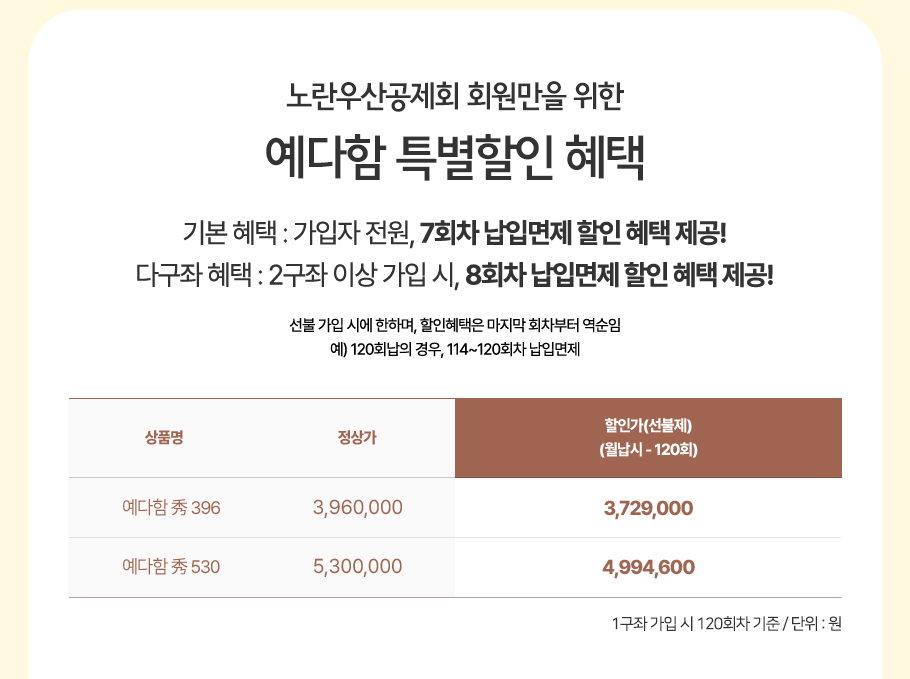 노란우산공제회 회원만을 위한
예다함 특별할인 혜택
기본 혜택 : 가입자 전원, 7회차 납입면제 할인 혜택 제공!
다구좌 혜택 : 2구좌 이상 가입 시, 8회차 납입면제 할인 혜택 제공!
선불 가입 시에 한하며, 할인혜택은 마지막 회차부터 역순임
예) 120회납의 경우, 114~120회차 납입면제
상품명 정상가 할인가(선불제)
(월납시 - 120회)
예다함 秀 396 3,960,000 3,729,000
예다함 秀 530 5,300,000 4,994,600
1구좌 가입 시 120회차 기준 / 단위 : 원